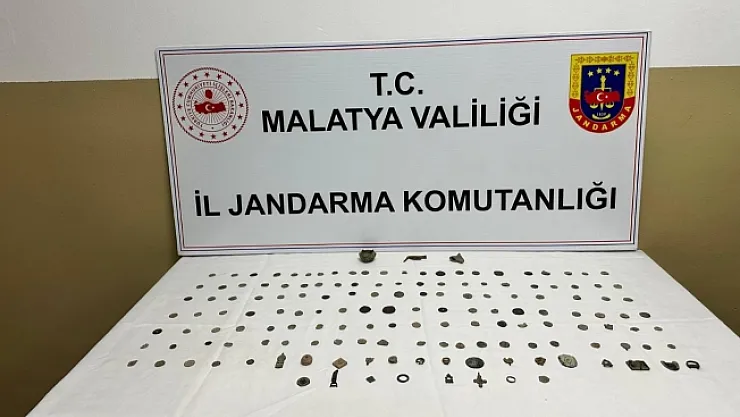 T.C.
MALATYA VALİLİĞİ
İL JANDARMA KOMUTANLIĞI
JANDARMA